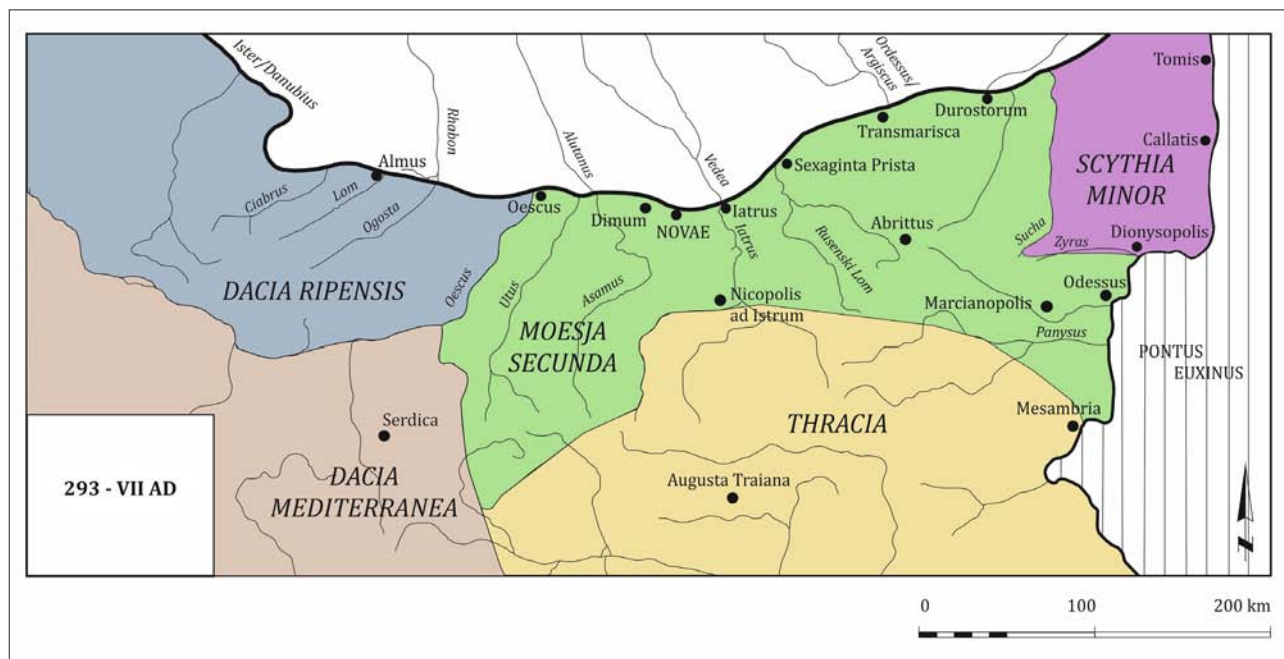 Ister/Danubius
Rhabon
Alutanus
Vedea
Ordessus/
Argiscus
Tomis
Durostorum
Transmarisca
Callatis
Almus
Sexaginta Prista
SCYTHIA
MINOR
Ciabrus
Lom
Ogosta
Oescus
Dimum
NOVAE
Iatrus
Iatrus
Abrittus
Sucha
Zyras
Dionysopolis
Rusenski Lom
DACIA RIPENSIS
Oescus
Utus
Asamus
Nicopolis
ad Istrum
Marcianopolis
Odessus
MOESJA
SECUNDA
Panysus
PONTUS
EUXINUS
Serdica
THRACIA
Mesambria
293 - VII AD
DACIA
MEDITERRANEA
Augusta Traiana
N
0 100 200 km